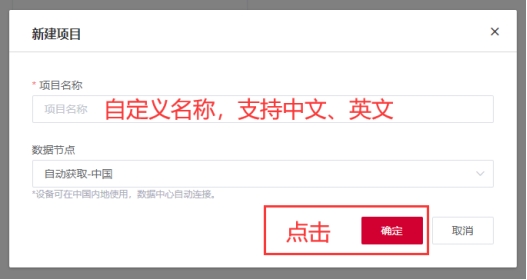 新建项目
* 项目名称
项目名称 自定义名称，支持中文、英文
数据节点
自动获取-中国
*设备可在中国内地使用，数据中心自动连接。
点击 确定 取消